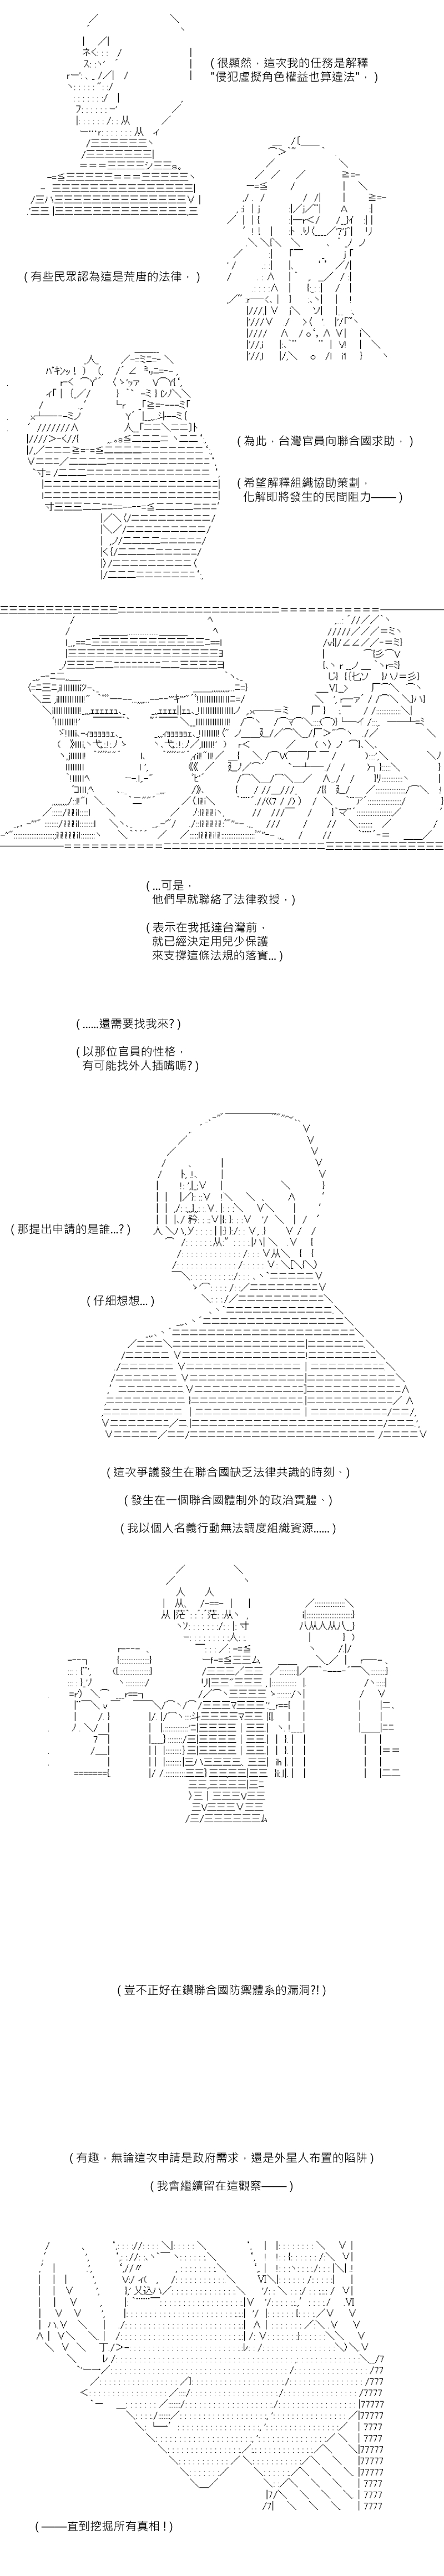 （很顯然，這次我的任務是解釋
"侵犯虛擬角色權益也算違法"，）
（有些民眾認為這是荒唐的法律，）
（為此，台灣官員向聯合國求助，）
（希望解釋組織協助策劃，
化解即將發生的民間阻力——）
（...可是，
他們早就聯絡了法律教授，）
（表示在我抵達台灣前，
就已經決定用兒少保護
來支撐這條法規的落實...）
（......還需要找我來？）
（以那位官員的性格，
有可能找外人插嘴嗎？）
（那提出申請的是誰...？）
（仔細想想...）
（這次爭議發生在聯合國缺乏法律共識的時刻、）
（發生在一個聯合國體制外的政治實體、）
（我以個人名義行動無法調度組織資源......）
（豈不正好在鑽聯合國防禦體系的漏洞?!）
（有趣，無論這次申請是政府需求，還是外星人布置的陷阱）
（我會繼續留在這觀察——）
（——直到挖掘所有真相！）